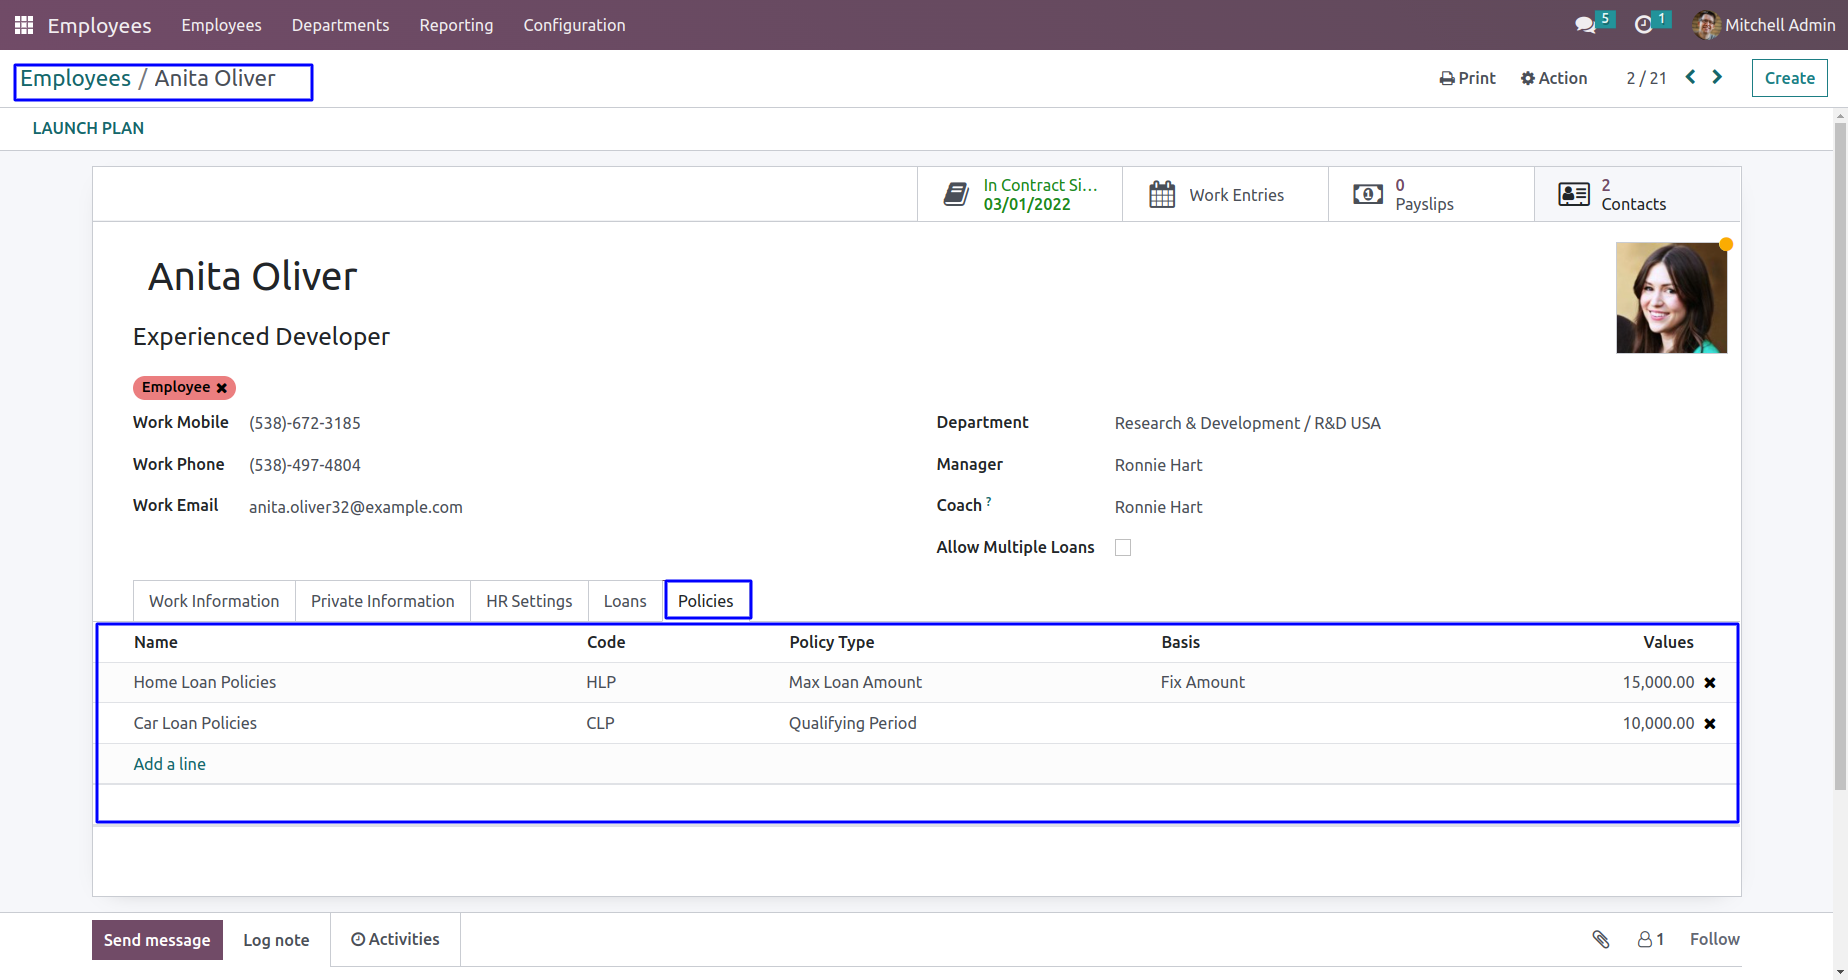 Employees Employees Departments Reporting Configuration 5 1 Mitchell Admin
Employees / Anita Oliver Print Action 2 / 21 Create
LAUNCH PLAN
In Contract Si... Work Entries 0 2
03/01/2022 Payslips Contacts
Anita Oliver
Experienced Developer
Employee
Work Mobile (538)-672-3185 Department Research & Development / R&D USA
Work Phone (538)-497-4804 Manager Ronnie Hart
Work Email anita.oliver32@example.com Coach ? Ronnie Hart
Allow Multiple Loans
Work Information Private Information HR Settings Loans Policies
Name Code Policy Type Basis Values
Home Loan Policies HLP Max Loan Amount Fix Amount 15,000.00
Car Loan Policies CLP Qualifying Period 10,000.00
Add a line
Send message Log note Activities 1 Follow